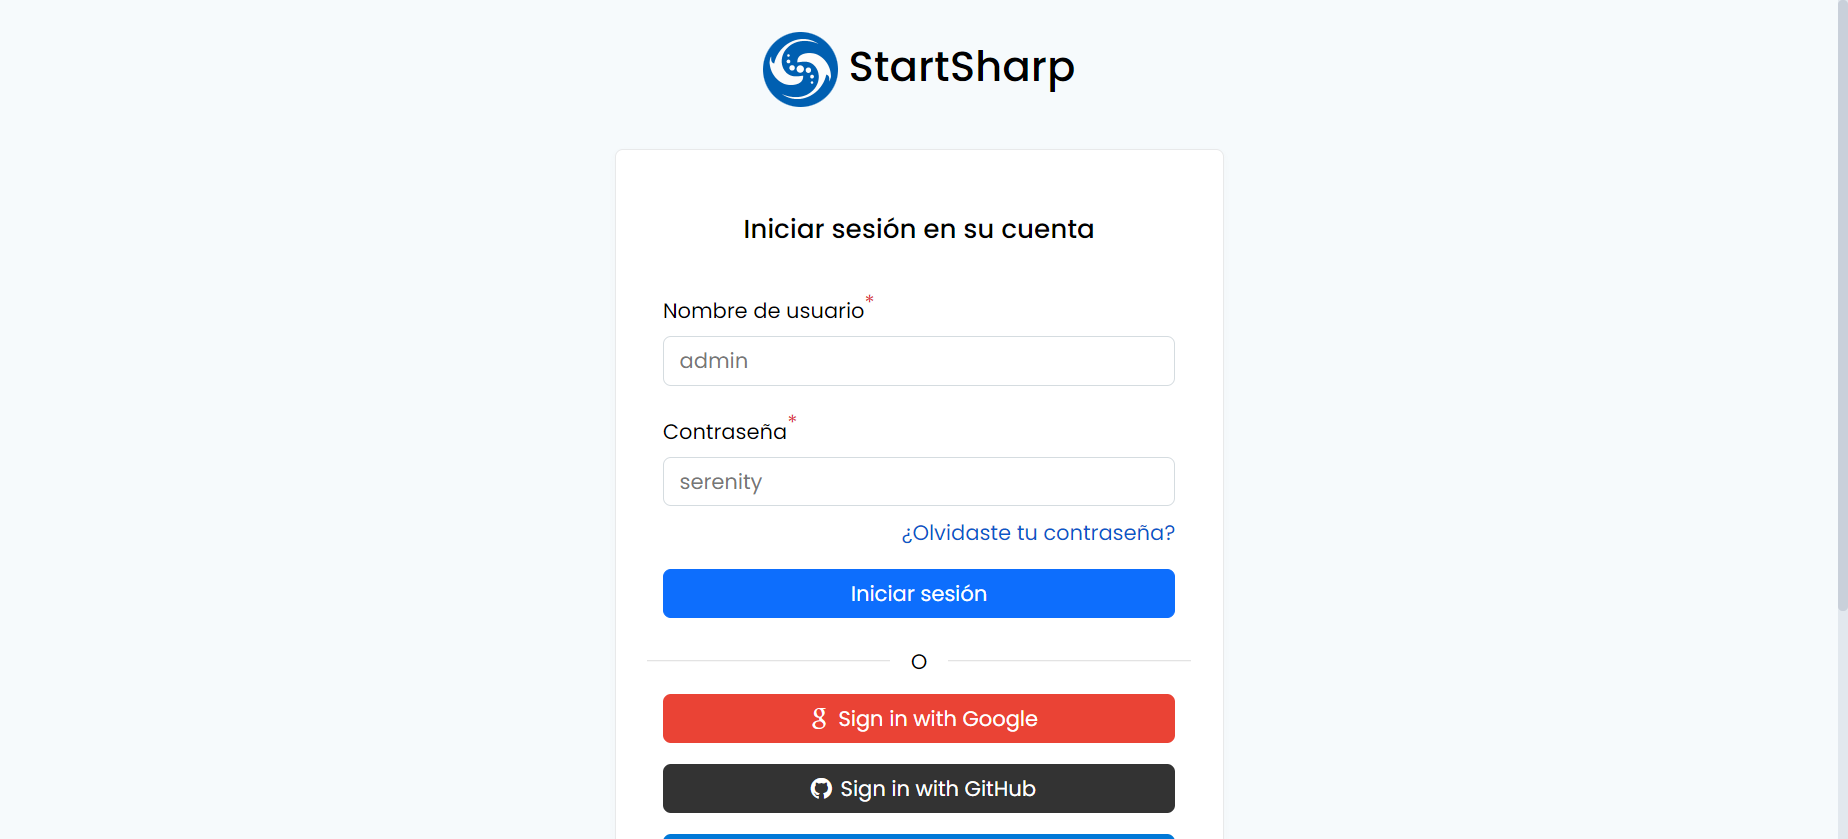 StartSharp
Iniciar sesión en su cuenta
Nombre de usuario*
admin
Contraseña*
serenity
¿Olvidaste tu contraseña?
Iniciar sesión
O
Sign in with Google
Sign in with GitHub